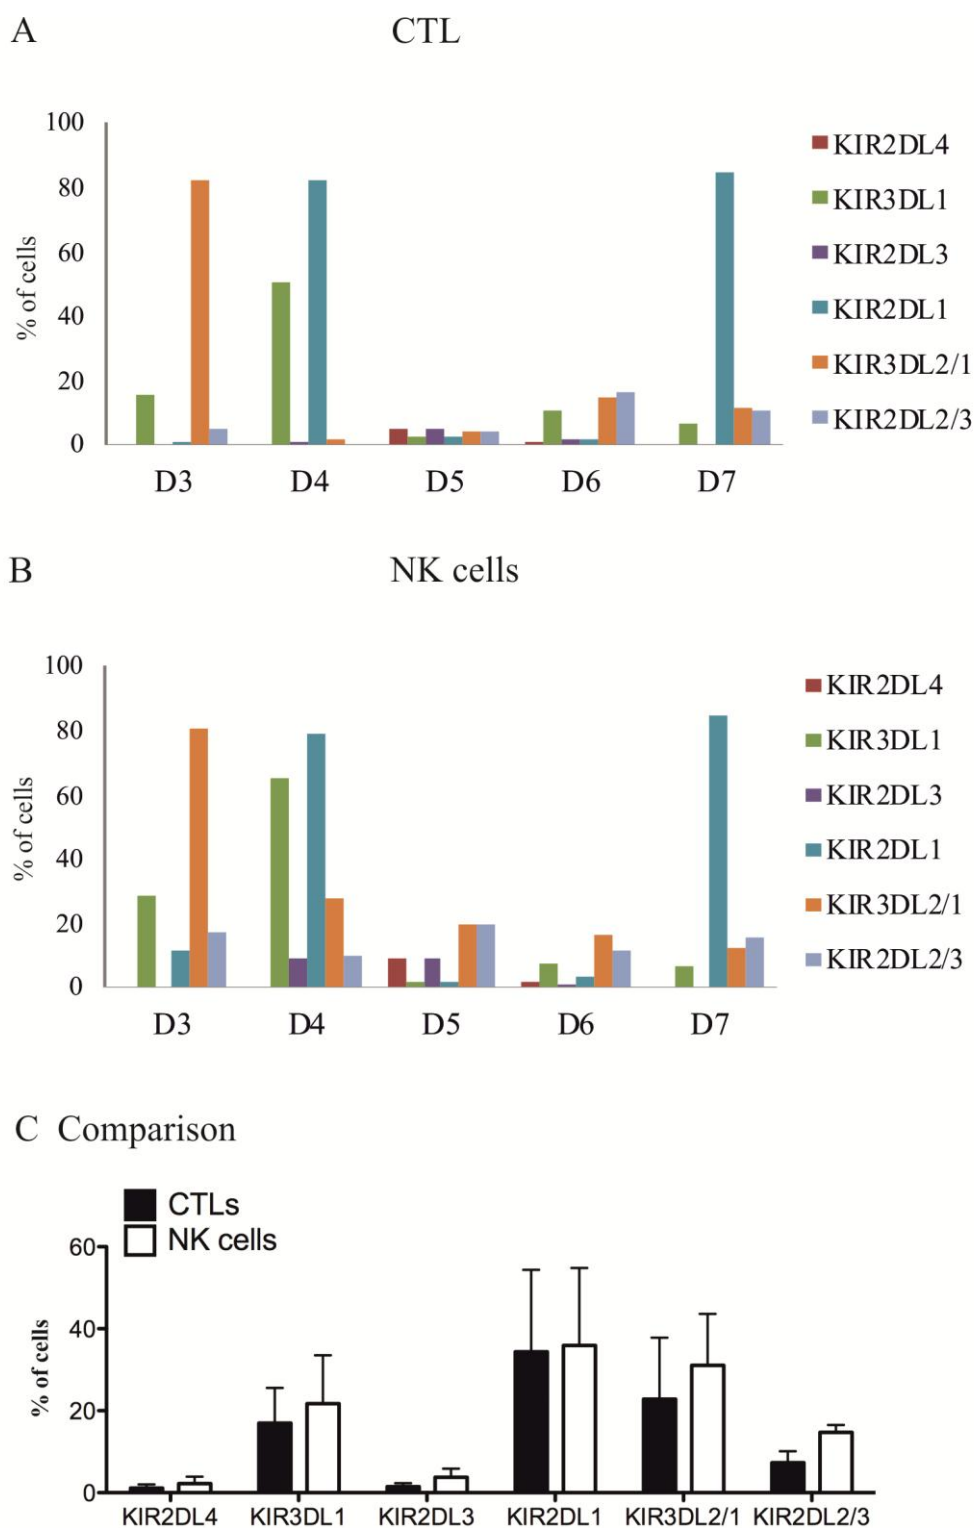 A CTL
100
80
60
40
20
0
% of cells
D3 D4 D5 D6 D7
KIR2DL4
KIR3DL1
KIR2DL3
KIR2DL1
KIR3DL2/1
KIR2DL2/3
B NK cells
100
80
60
40
20
0
% of cells
D3 D4 D5 D6 D7
KIR2DL4
KIR3DL1
KIR2DL3
KIR2DL1
KIR3DL2/1
KIR2DL2/3
C Comparison
CTLs
NK cells
60
40
20
0
% of cells
KIR2DL4 KIR3DL1 KIR2DL3 KIR2DL1 KIR3DL2/1 KIR2DL2/3